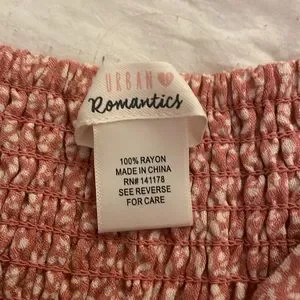 URBAN
Romantics
100% RAYON
MADE IN CHINA
RN# 141178
SEE REVERSE
FOR CARE